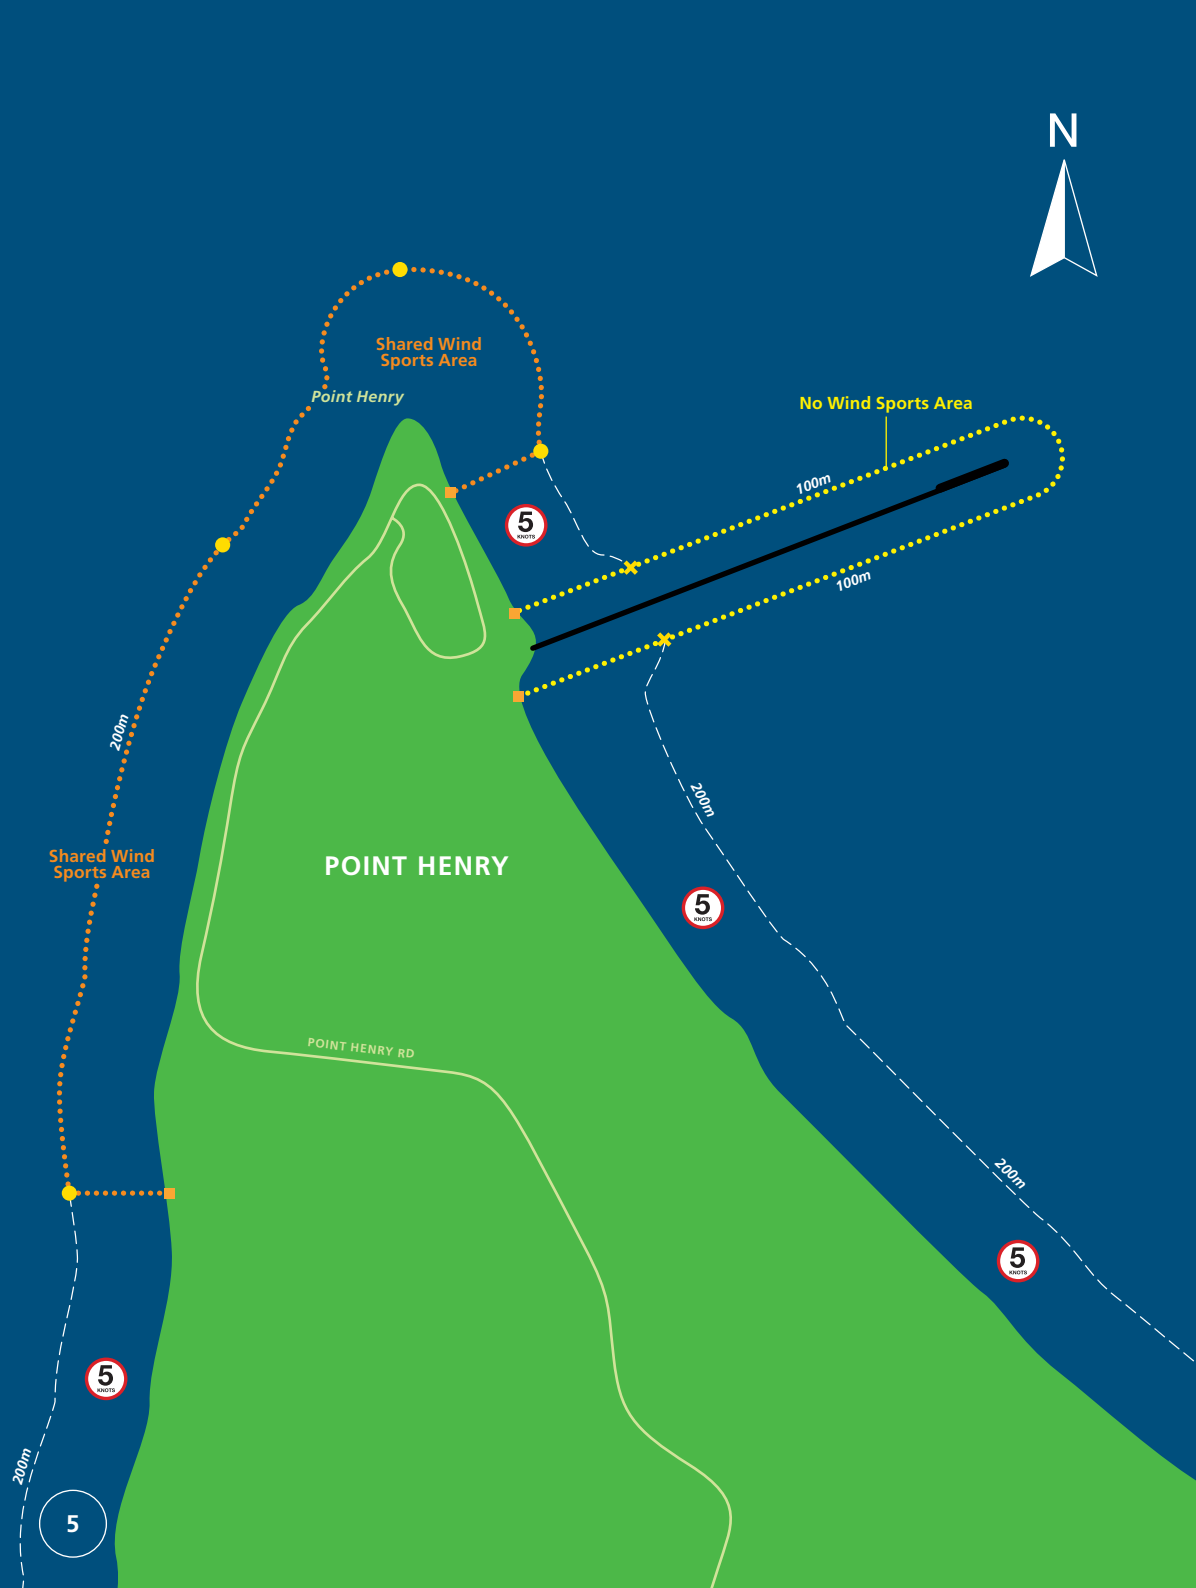 N
Shared Wind
Sports Area
Point Henry
No Wind Sports Area
100m
5
KNOTS
100m
200m
200m
Shared Wind
Sports Area
POINT HENRY
5
KNOTS
POINT HENRY RD
200m
5
KNOTS
5
KNOTS
200m
5